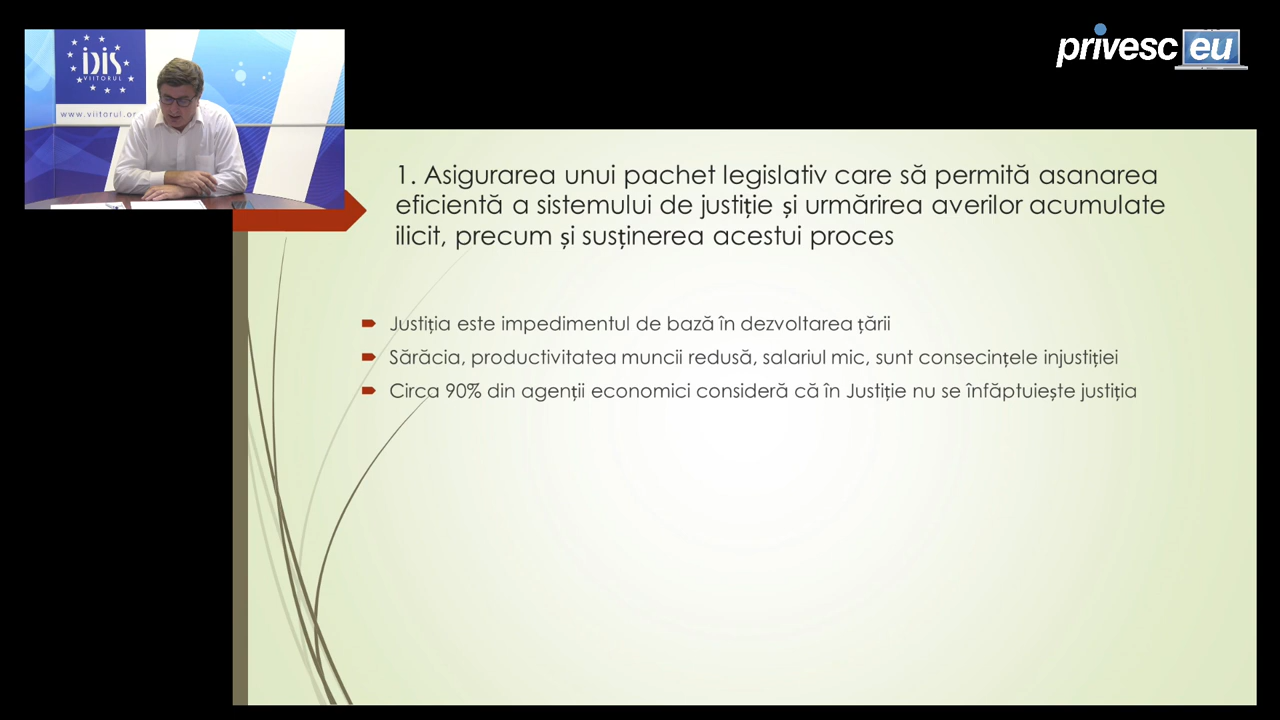 IDIS
VIITORUL
www.viitorul.or
privesc eu
1. Asigurarea unui pachet legislativ care să permită asanarea
eficientă a sistemului de justiție și urmărirea averilor acumulate
ilicit, precum și susținerea acestui proces
Justiția este impedimentul de bază în dezvoltarea țării
Sărăcia, productivitatea muncii redusă, salariul mic, sunt consecințele injustiției
Circa 90% din agenții economici consideră că în Justiție nu se înfăptuiește justiția